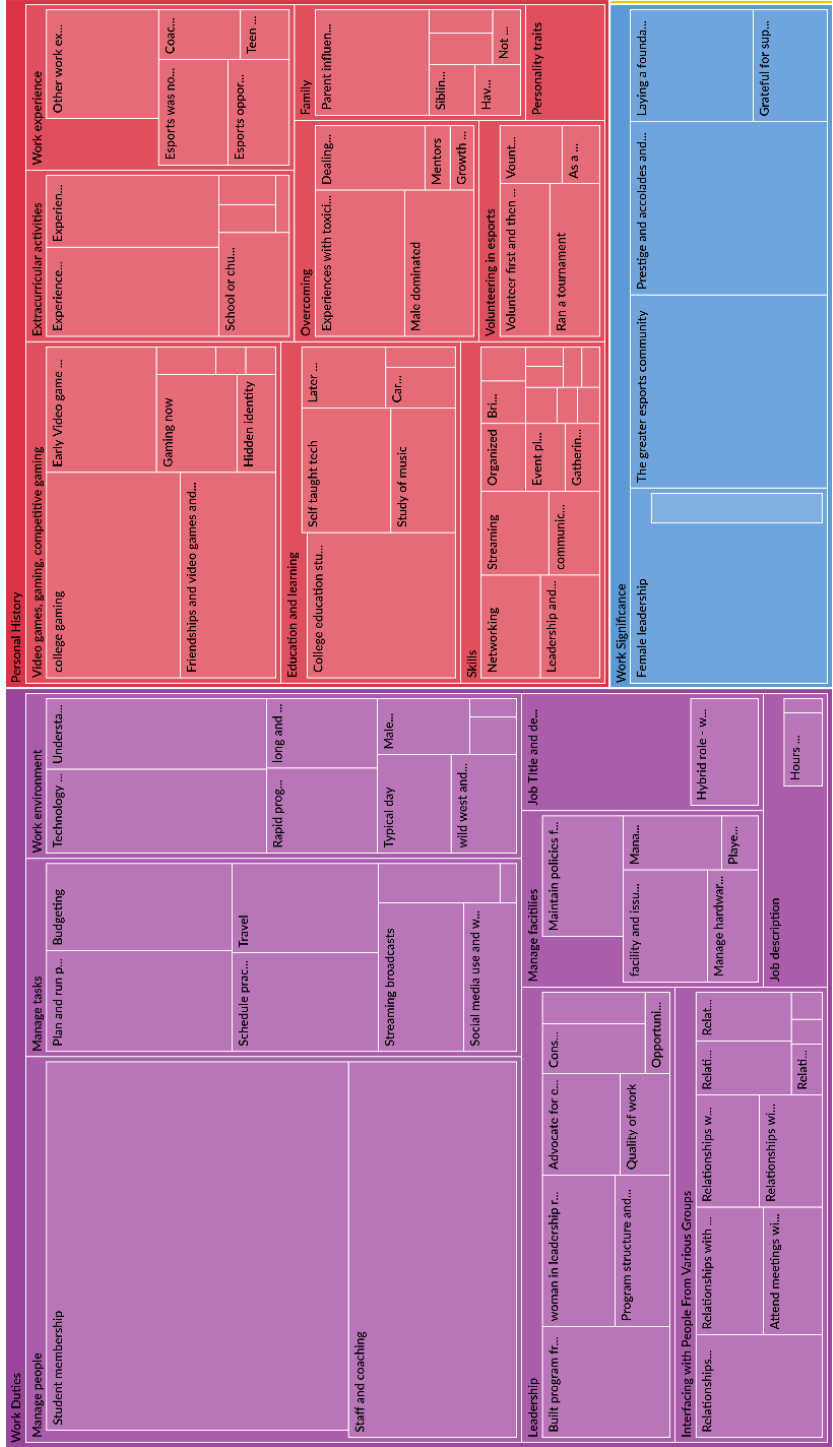 Work Duties
Manage people
Student membership
Staff and coaching
Manage tasks
Plan and run p...
Budgeting
Schedule prac...
Travel
Streaming broadcasts
Social media use and w...
Work environment
Technology ...
Understa...
Rapid prog...
long and ...
Typical day
Male...
wild west and...
Leadership
Built program fr...
woman in leadership r...
Program structure and...
Advocate for e...
Quality of work
Cons...
Opportuni...
Interfacing with People From Various Groups
Relationships...
Relationships with ...
Attend meetings wi...
Relationships w...
Relationships wi...
Relati...
Relat...
Relati...
Manage facitilies
Maintain policies f...
facility and issu...
Mana...
Manage hardwar...
Playe...
Job Title and de...
Hybrid role - w...
Job description
Hours ...
Personal History
Video games, gaming, competitive gaming
college gaming
Friendships and video games and...
Early Video game ...
Gaming now
Hidden identity
Extracurricular activities
Experience...
Experien...
School or chu...
Work experience
Other work ex...
Esports was no...
Coac...
Esports oppor...
Teen ...
Education and learning
College education stu...
Self taught tech
Study of music
Later ...
Car...
Overcoming
Experiences with toxici...
Male dominated
Dealing...
Mentors
Growth ...
Family
Parent influen...
Siblin...
Hav...
Not ...
Skills
Networking
Leadership and...
Streaming
communic...
Organized
Event pl...
Gatherin...
Bri...
Volunteering in esports
Volunteer first and then ...
Ran a tournament
Vount...
As a ...
Personality traits
Work Significance
Female leadership
The greater esports community
Prestige and accolades and...
Laying a founda...
Grateful for sup...